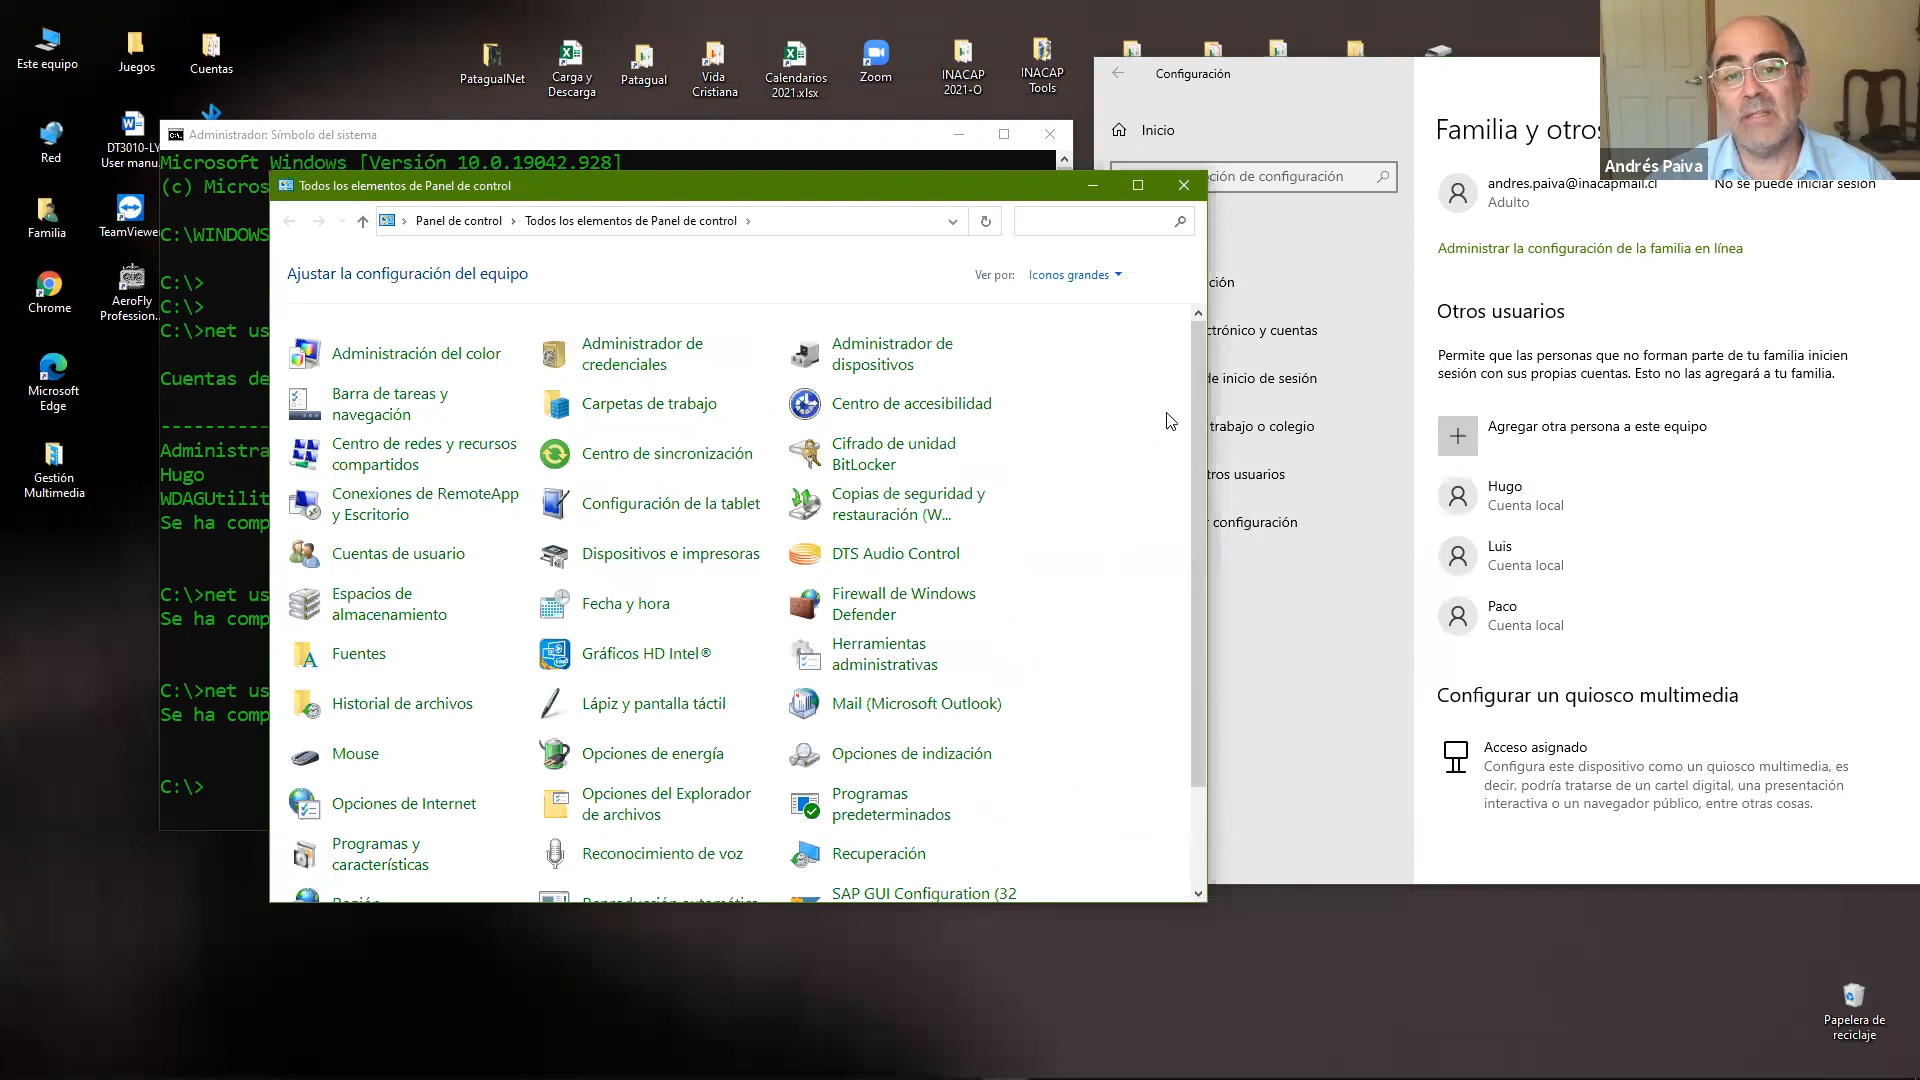 Este equipo
Juegos
Cuentas
PatagualNet
Carga y
Descarga
Patagual
Vida
Cristiana
Calendarios
2021.xlsx
Zoom
INACAP
2021-O
INACAP
Tools
Red
DT3010-LY
User manu...
Familia
TeamViewer
Chrome
AeroFly
Profession...
Microsoft
Edge
Gestión
Multimedia
Administrador: Símbolo del sistema
Microsoft Windows [Versión 10.0.19042.928]
(c) Micros
C:\WINDOWS
C:\>
C:\>
C:\>net us
Cuentas de
----------
Administra
Hugo
WDAGUtilit
Se ha comp
C:\>net us
Se ha comp
C:\>net us
Se ha comp
C:\>
Todos los elementos de Panel de control
Panel de control
Todos los elementos de Panel de control
Ajustar la configuración del equipo
Ver por: Iconos grandes
Administración del color
Administrador de
credenciales
Administrador de
dispositivos
Barra de tareas y
navegación
Carpetas de trabajo
Centro de accesibilidad
Centro de redes y recursos
compartidos
Centro de sincronización
Cifrado de unidad
BitLocker
Conexiones de RemoteApp
y Escritorio
Configuración de la tablet
Copias de seguridad y
restauración (W...
Cuentas de usuario
Dispositivos e impresoras
DTS Audio Control
Espacios de
almacenamiento
Fecha y hora
Firewall de Windows
Defender
Fuentes
Gráficos HD Intel®
Herramientas
administrativas
Historial de archivos
Lápiz y pantalla táctil
Mail (Microsoft Outlook)
Mouse
Opciones de energía
Opciones de indización
Opciones de Internet
Opciones del Explorador
de archivos
Programas
predeterminados
Programas y
características
Reconocimiento de voz
Recuperación
Región
Reproducción automática
SAP GUI Configuration (32
Configuración
Inicio
ción de configuración
ción
ctrónico y cuentas
de inicio de sesión
trabajo o colegio
tros usuarios
r configuración
Familia y otros
andres.paiva@inacapmail.cl
No se puede iniciar sesión
Adulto
Administrar la configuración de la familia en línea
Otros usuarios
Permite que las personas que no forman parte de tu familia inicien
sesión con sus propias cuentas. Esto no las agregará a tu familia.
Agregar otra persona a este equipo
Hugo
Cuenta local
Luis
Cuenta local
Paco
Cuenta local
Configurar un quiosco multimedia
Acceso asignado
Configura este dispositivo como un quiosco multimedia, es
decir, podría tratarse de un cartel digital, una presentación
interactiva o un navegador público, entre otras cosas.
Andrés Paiva
Papelera de
reciclaje